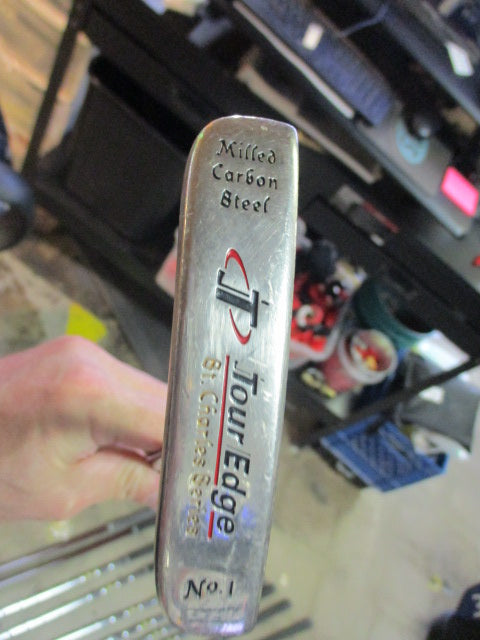 Milled
Carbon
Steel
JT
Tour Edge
St. Charles Series
No. 1